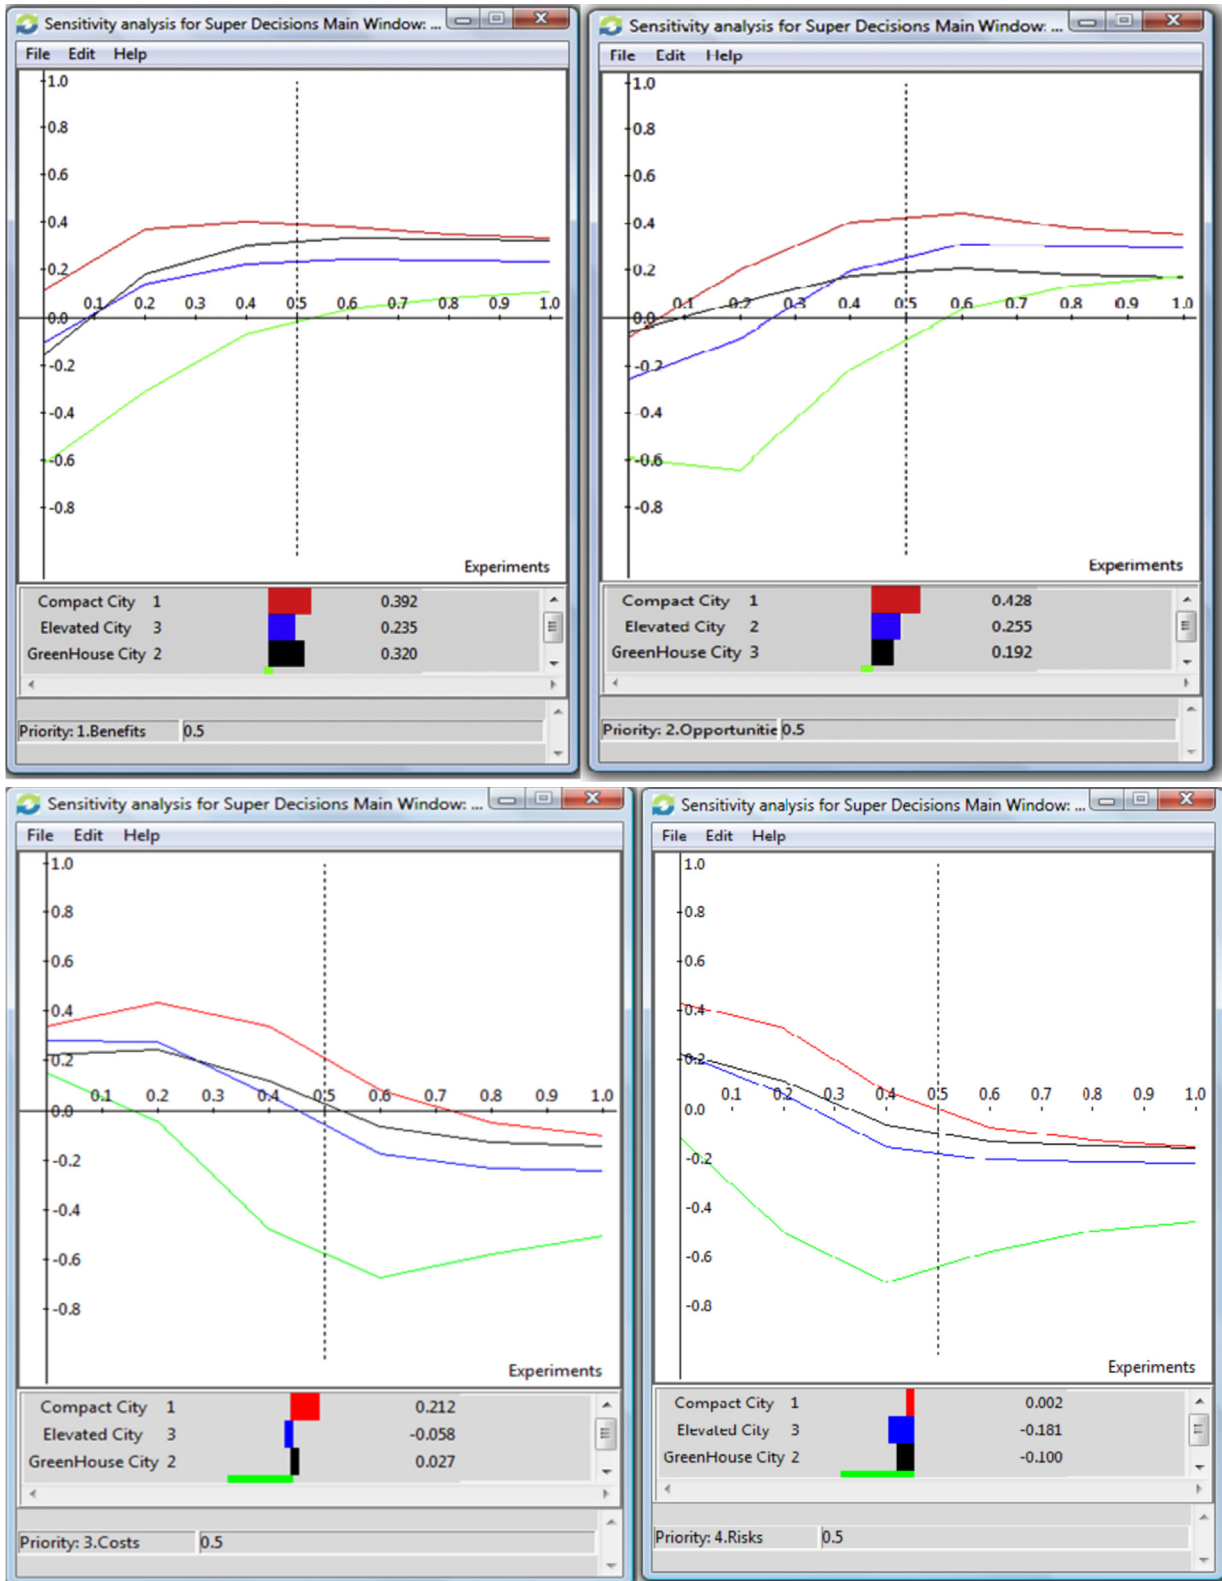 Sensitivity analysis for Super Decisions Main Window: ...
File Edit Help
1.0
0.8
0.6
0.4
0.2
0.1 0.2 0.3 0.4 0.5 0.6 0.7 0.8 0.9 1.0
0.0
-0.2
-0.4
-0.6
-0.8
Experiments
Compact City 1 0.392
Elevated City 3 0.235
GreenHouse City 2 0.320
Priority: 1.Benefits 0.5
Sensitivity analysis for Super Decisions Main Window: ...
File Edit Help
1.0
0.8
0.6
0.4
0.2
0.1 0.2 0.3 0.4 0.5 0.6 0.7 0.8 0.9 1.0
0.0
-0.2
-0.4
-0.6
-0.8
Experiments
Compact City 1 0.428
Elevated City 2 0.255
GreenHouse City 3 0.192
Priority: 2.Opportunitie 0.5
Sensitivity analysis for Super Decisions Main Window: ...
File Edit Help
1.0
0.8
0.6
0.4
0.2
0.1 0.2 0.3 0.4 0.5 0.6 0.7 0.8 0.9 1.0
0.0
-0.2
-0.4
-0.6
-0.8
Experiments
Compact City 1 0.212
Elevated City 3 -0.058
GreenHouse City 2 0.027
Priority: 3.Costs 0.5
Sensitivity analysis for Super Decisions Main Window: ...
File Edit Help
1.0
0.8
0.6
0.4
0.2
0.1 0.2 0.3 0.4 0.5 0.6 0.7 0.8 0.9 1.0
0.0
-0.2
-0.4
-0.6
-0.8
Experiments
Compact City 1 0.002
Elevated City 3 -0.181
GreenHouse City 2 -0.100
Priority: 4.Risks 0.5